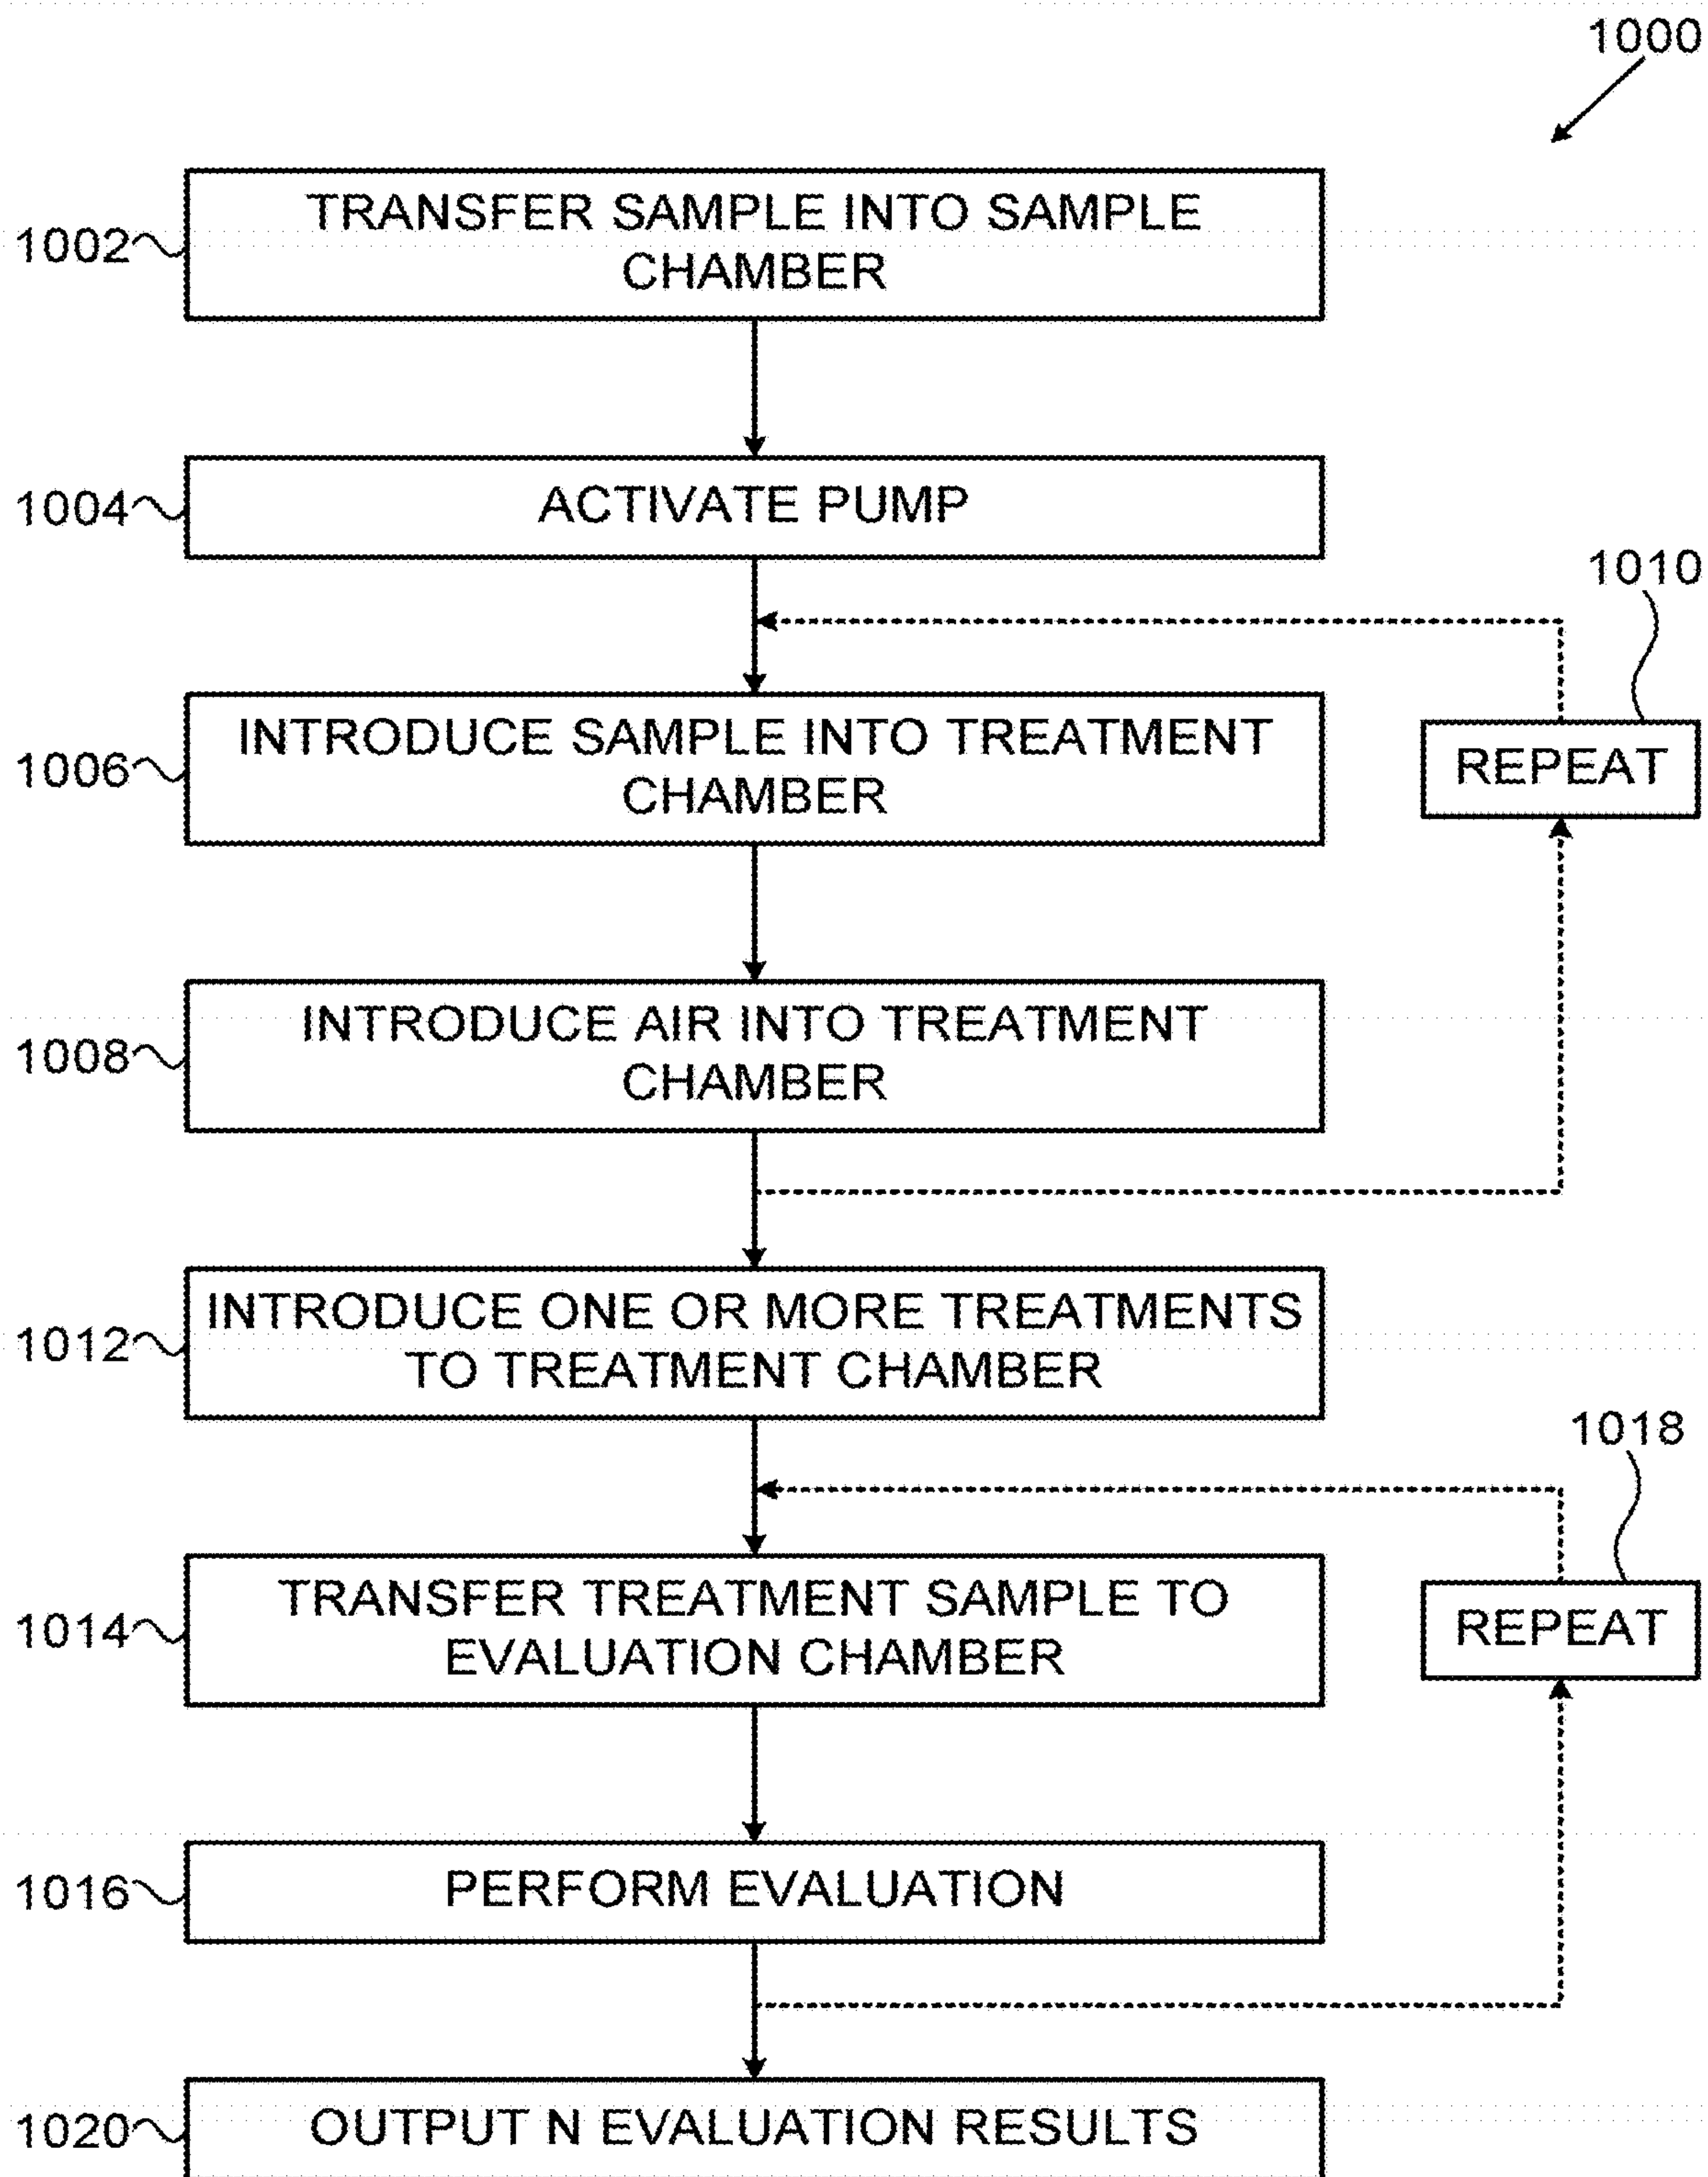 1000
TRANSFER SAMPLE INTO SAMPLE
CHAMBER
1002
1004
ACTIVATE PUMP
1010
INTRODUCE SAMPLE INTO TREATMENT
CHAMBER
1006
REPEAT
INTRODUCE AIR INTO TREATMENT
CHAMBER
1008
INTRODUCE ONE OR MORE TREATMENTS
TO TREATMENT CHAMBER
1012
1018
TRANSFER TREATMENT SAMPLE TO
EVALUATION CHAMBER
1014
REPEAT
1016
PERFORM EVALUATION
1020
OUTPUT N EVALUATION RESULTS